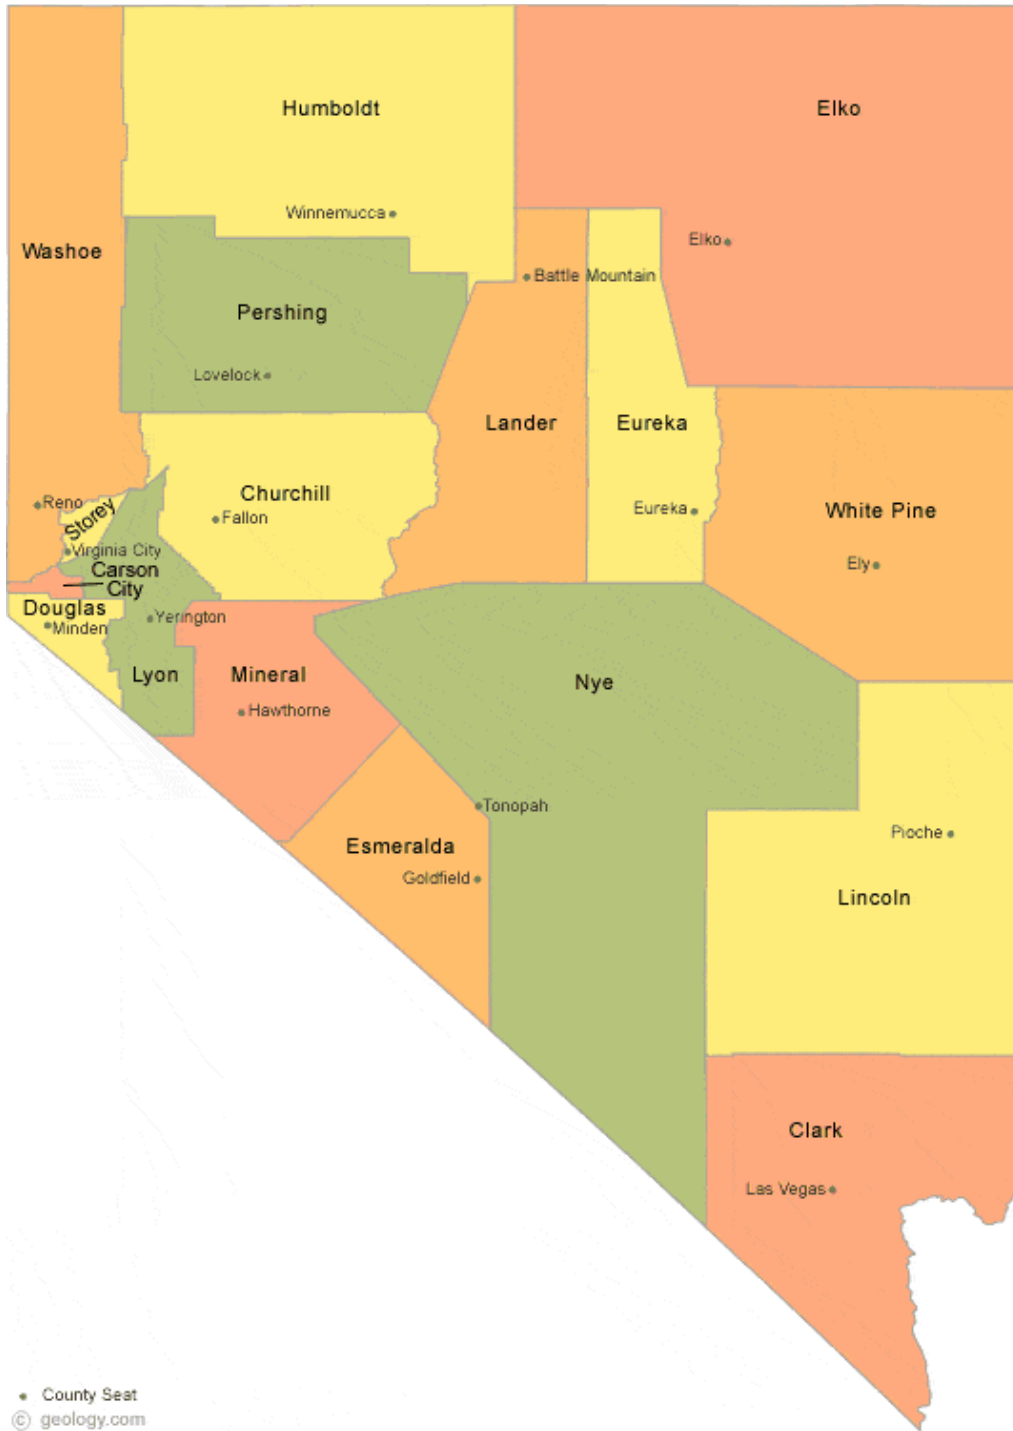 Humboldt
Elko
Winnemucca
Washoe
Elko
Battle Mountain
Pershing
Lovelock
Lander
Eureka
Churchill
Reno
Storey
Fallon
Eureka
White Pine
Virginia City
Ely
Carson
City
Douglas
Minden
Yerington
Lyon
Mineral
Nye
Hawthorne
Tonopah
Pioche
Esmeralda
Goldfield
Lincoln
Clark
Las Vegas
County Seat
© geology.com